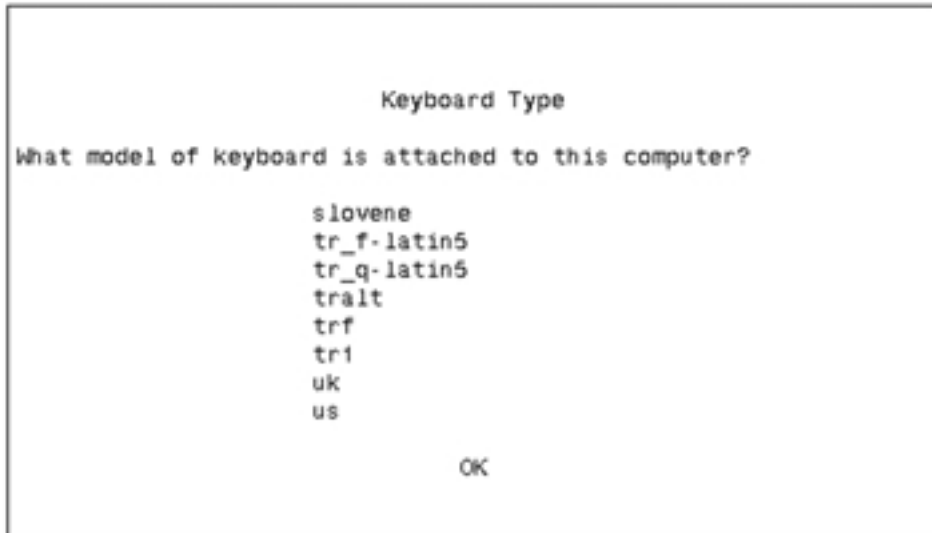 Keyboard Type
What model of keyboard is attached to this computer?
slovene
tr_f-latin5
tr_q-latin5
tralt
trf
tr1
uk
us
OK